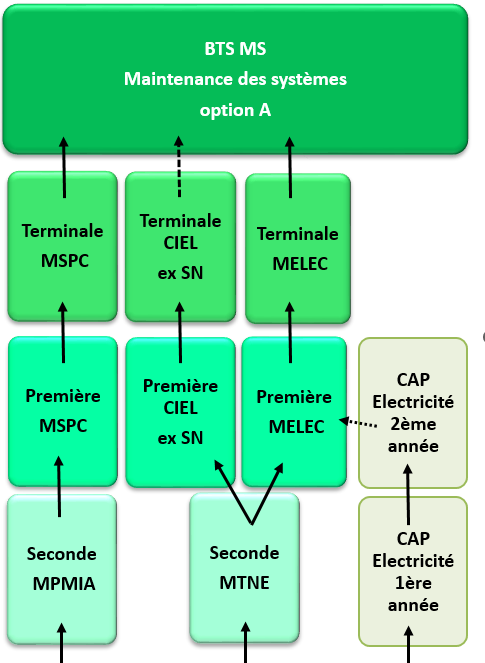 BTS MS
Maintenance des systèmes
option A
Terminale
MSPC
Terminale
CIEL
ex SN
Terminale
MELEC
Première
MSPC
Première
CIEL
ex SN
Première
MELEC
CAP
Electricité
2ème
année
Seconde
MPMIA
Seconde
MTNE
CAP
Electricité
1ère
année